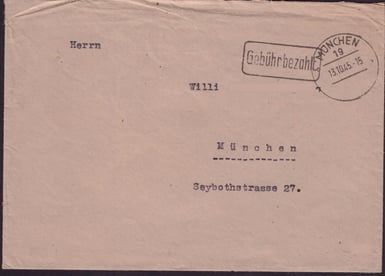 Gebührbezahlt
MÜNCHEN
19
13.10.45.-15
Herrn
Willi
München
Seybothstrasse 27.